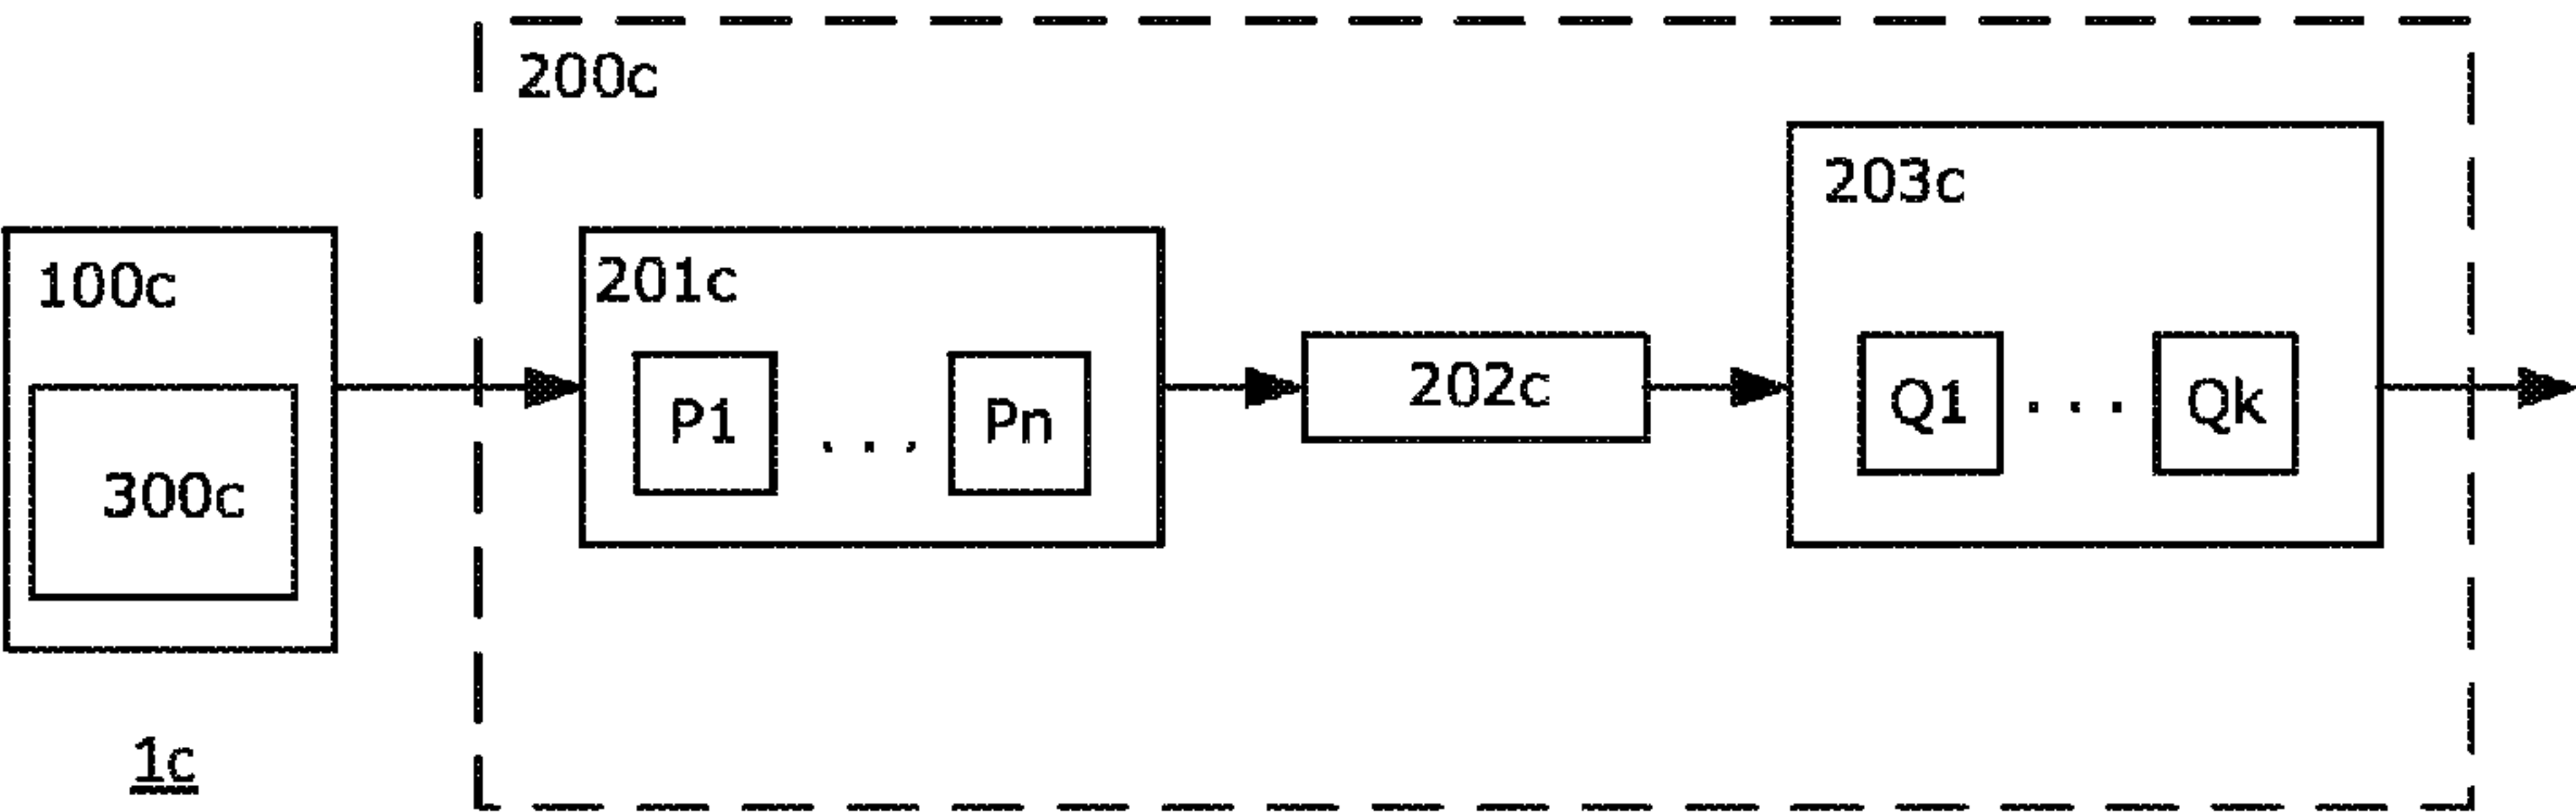 200c
203c
100c
201c
P1 . . . Pn
202c
Q1 . . . Qk
300c
1c